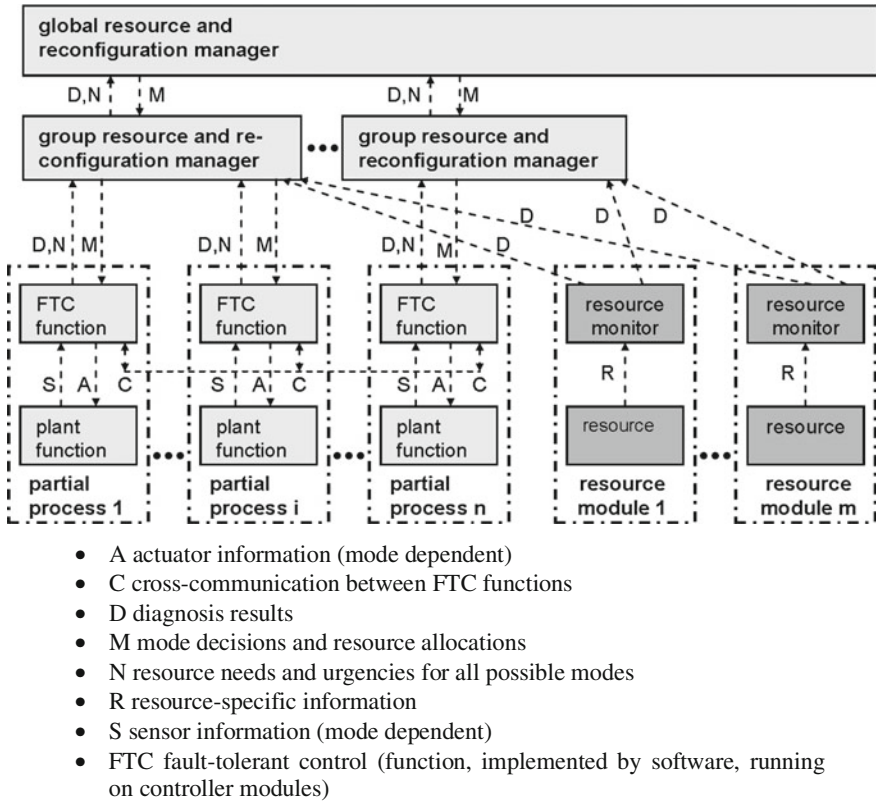 global resource and
reconfiguration manager
D,N
M
D,N
M
group resource and re-
configuration manager
•••
group resource and
reconfiguration manager
D,N
M
D,N
M
D,N
M
D
D
D
D
FTC
function
FTC
function
FTC
function
resource
monitor
resource
monitor
S
A
C
S
A
C
S
A
C
R
R
plant
function
•••
plant
function
•••
plant
function
resource
•••
resource
partial
process 1
partial
process i
partial
process n
resource
module 1
resource
module m
• A actuator information (mode dependent)
• C cross-communication between FTC functions
• D diagnosis results
• M mode decisions and resource allocations
• N resource needs and urgencies for all possible modes
• R resource-specific information
• S sensor information (mode dependent)
• FTC fault-tolerant control (function, implemented by software, running
on controller modules)